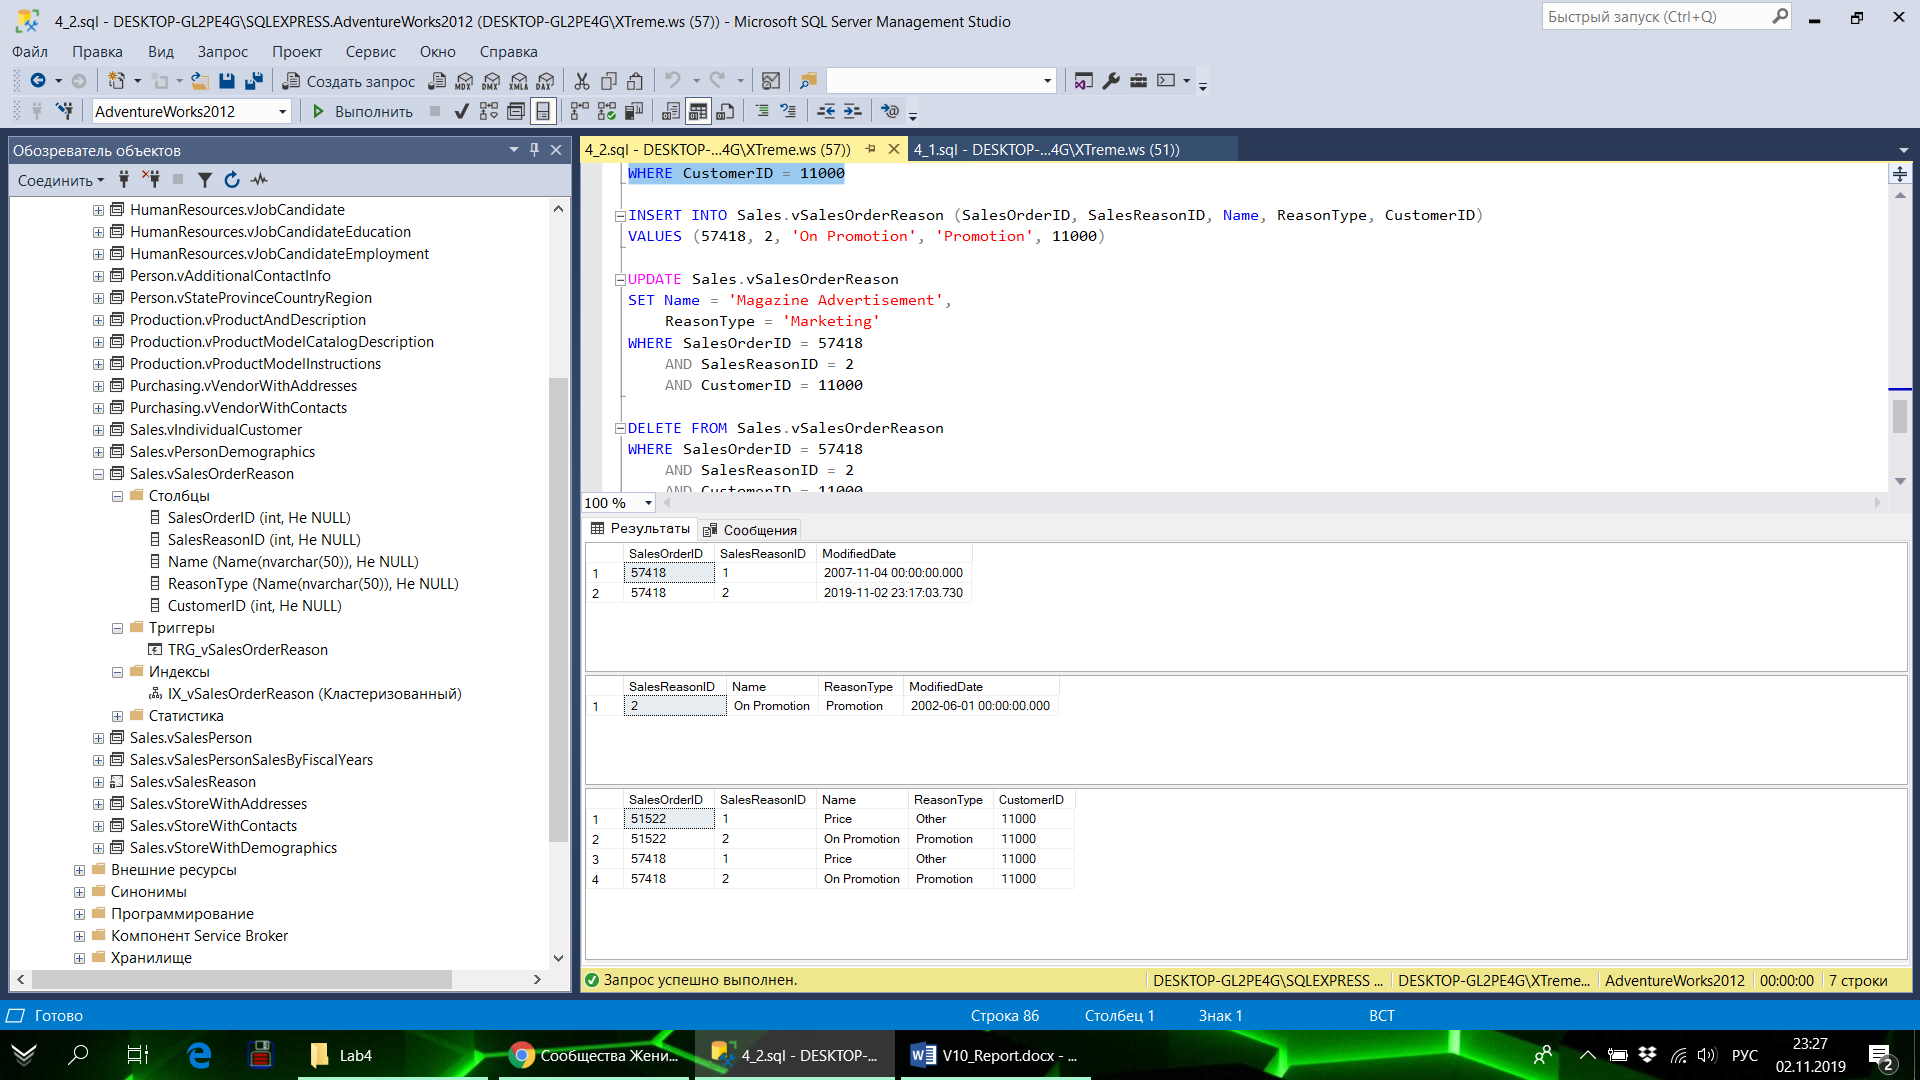 4_2.sql - DESKTOP-GL2PE4G\SQLEXPRESS.AdventureWorks2012 (DESKTOP-GL2PE4G\XTreme.ws (57)) - Microsoft SQL Server Management Studio
Быстрый запуск (Ctrl+Q)
Файл Правка Вид Запрос Проект Сервис Окно Справка
Создать запрос
MDX DMX XMLA DAX
AdventureWorks2012
Выполнить
Обозреватель объектов
Соединить
HumanResources.vJobCandidate
HumanResources.vJobCandidateEducation
HumanResources.vJobCandidateEmployment
Person.vAdditionalContactInfo
Person.vStateProvinceCountryRegion
Production.vProductAndDescription
Production.vProductModelCatalogDescription
Production.vProductModelInstructions
Purchasing.vVendorWithAddresses
Purchasing.vVendorWithContacts
Sales.vIndividualCustomer
Sales.vPersonDemographics
Sales.vSalesOrderReason
Столбцы
SalesOrderID (int, Не NULL)
SalesReasonID (int, Не NULL)
Name (Name(nvarchar(50)), Не NULL)
ReasonType (Name(nvarchar(50)), Не NULL)
CustomerID (int, Не NULL)
Триггеры
TRG_vSalesOrderReason
Индексы
IX_vSalesOrderReason (Кластеризованный)
Статистика
Sales.vSalesPerson
Sales.vSalesPersonSalesByFiscalYears
Sales.vSalesReason
Sales.vStoreWithAddresses
Sales.vStoreWithContacts
Sales.vStoreWithDemographics
Внешние ресурсы
Синонимы
Программирование
Компонент Service Broker
Хранилище
4_2.sql - DESKTOP-...4G\XTreme.ws (57))
4_1.sql - DESKTOP-...4G\XTreme.ws (51))
WHERE CustomerID = 11000
INSERT INTO Sales.vSalesOrderReason (SalesOrderID, SalesReasonID, Name, ReasonType, CustomerID)
VALUES (57418, 2, 'On Promotion', 'Promotion', 11000)
UPDATE Sales.vSalesOrderReason
SET Name = 'Magazine Advertisement',
ReasonType = 'Marketing'
WHERE SalesOrderID = 57418
AND SalesReasonID = 2
AND CustomerID = 11000
DELETE FROM Sales.vSalesOrderReason
WHERE SalesOrderID = 57418
AND SalesReasonID = 2
AND CustomerID = 11000
100 %
Результаты Сообщения
SalesOrderID SalesReasonID ModifiedDate
1 57418 1 2007-11-04 00:00:00.000
2 57418 2 2019-11-02 23:17:03.730
SalesReasonID Name ReasonType ModifiedDate
1 2 On Promotion Promotion 2002-06-01 00:00:00.000
SalesOrderID SalesReasonID Name ReasonType CustomerID
1 51522 1 Price Other 11000
2 51522 2 On Promotion Promotion 11000
3 57418 1 Price Other 11000
4 57418 2 On Promotion Promotion 11000
Запрос успешно выполнен.
DESKTOP-GL2PE4G\SQLEXPRESS ... DESKTOP-GL2PE4G\XTreme... AdventureWorks2012 00:00:00 7 строки
Готово
Строка 86 Столбец 1 Знак 1 ВСТ
Lab4
Сообщества Жени...
4_2.sql - DESKTOP-...
V10_Report.docx - ...
РУС
23:27
02.11.2019
2